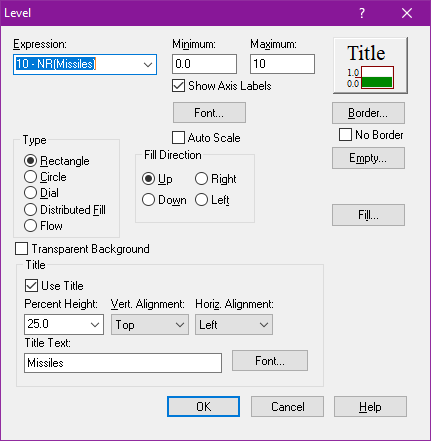 Level
Expression:
Minimum:
Maximum:
10 - NR(Missiles)
0.0
10
Title
1.0
0.0
Show Axis Labels
Font...
Border...
Auto Scale
No Border
Type
Rectangle
Circle
Dial
Distributed Fill
Flow
Fill Direction
Up
Right
Down
Left
Empty...
Fill...
Transparent Background
Title
Use Title
Percent Height:
Vert. Alignment:
Horiz. Alignment:
25.0
Top
Left
Title Text:
Missiles
Font...
OK
Cancel
Help